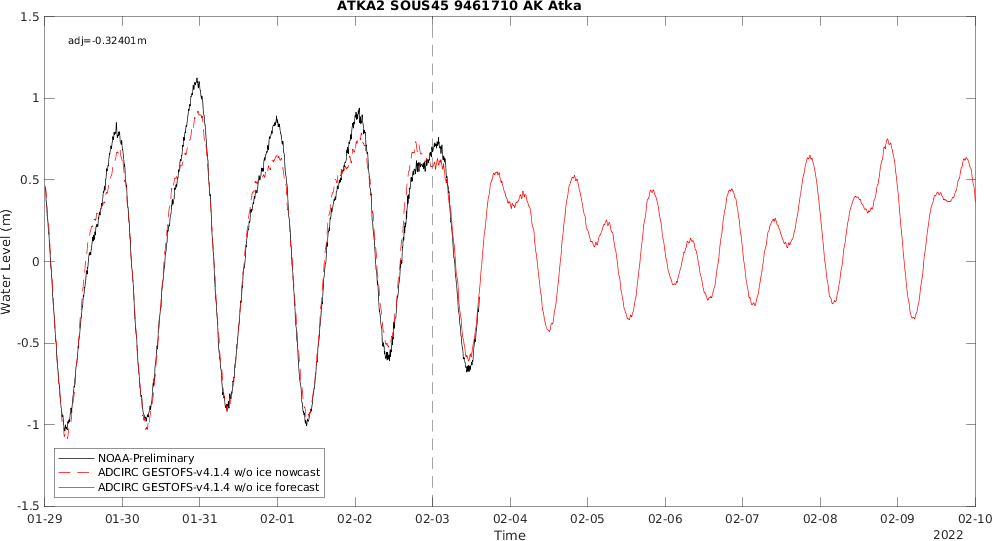 ATKA2 SOUS45 9461710 AK Atka
adj=-0.32401m
1.5
1
0.5
0
-0.5
-1
-1.5
Water Level (m)
NOAA-Preliminary
ADCIRC GESTOFS-v4.1.4 w/o ice nowcast
ADCIRC GESTOFS-v4.1.4 w/o ice forecast
01-29 01-30 01-31 02-01 02-02 02-03 02-04 02-05 02-06 02-07 02-08 02-09 02-10
Time
2022